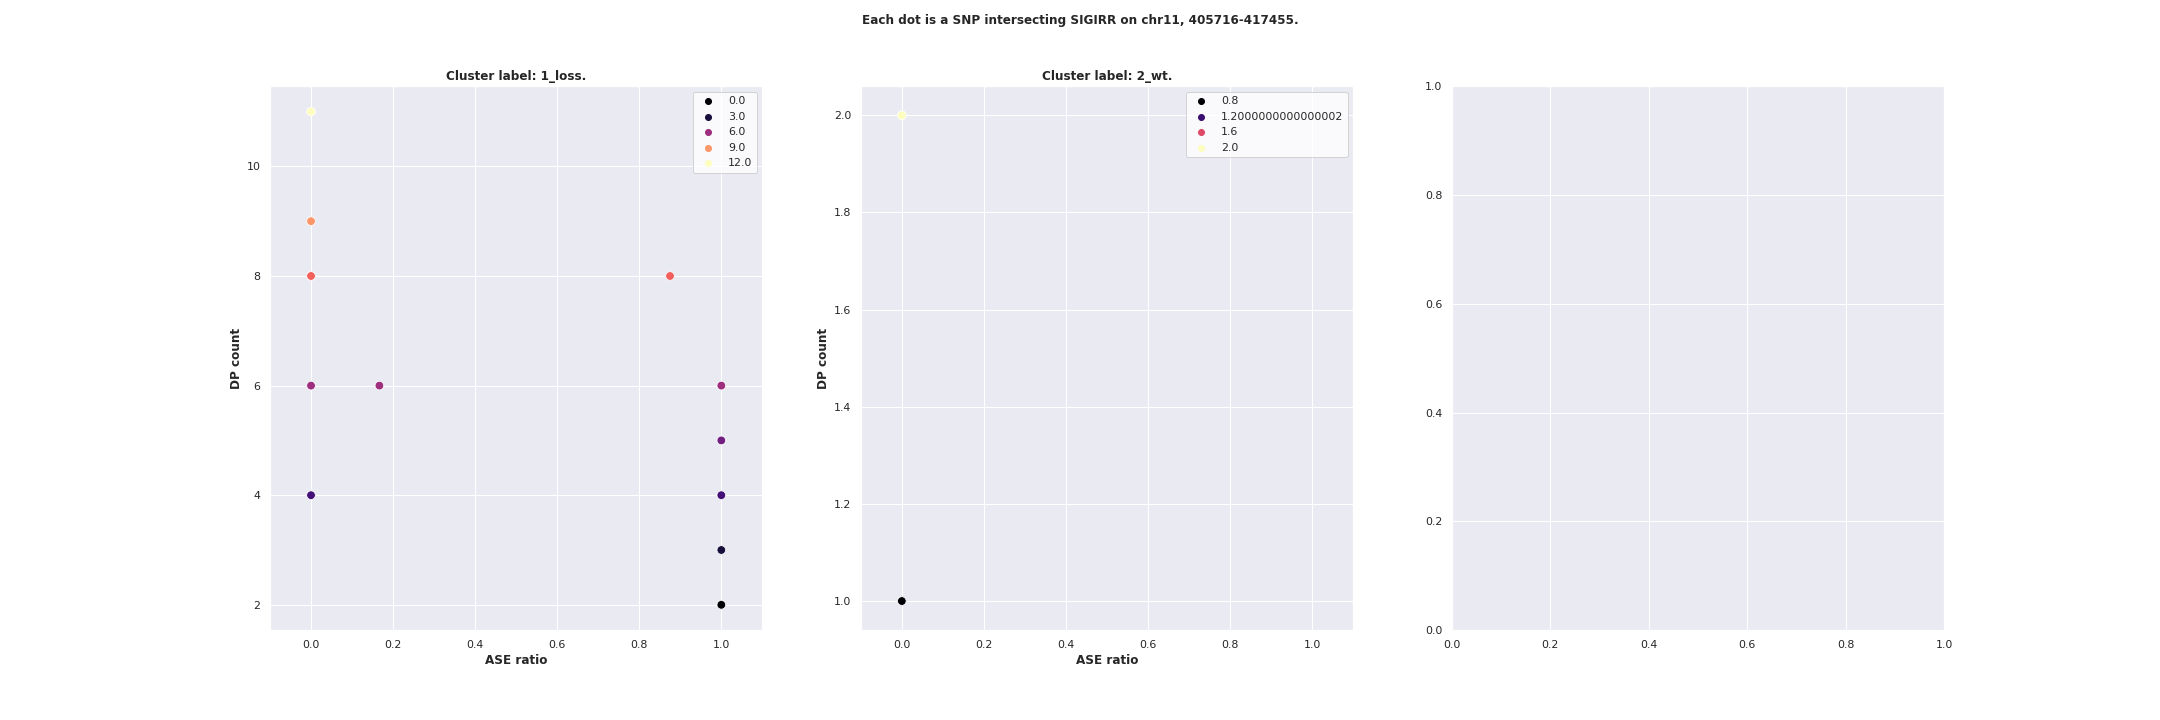 Each dot is a SNP intersecting SIGIRR on chr11, 405716-417455.
Cluster label: 1_loss.
0.0
3.0
6.0
9.0
12.0
10
8
6
4
2
DP count
0.0 0.2 0.4 0.6 0.8 1.0
ASE ratio
Cluster label: 2_wt.
0.8
1.2000000000000002
1.6
2.0
2.0
1.8
1.6
1.4
1.2
1.0
DP count
0.0 0.2 0.4 0.6 0.8 1.0
ASE ratio
1.0
0.8
0.6
0.4
0.2
0.0
0.0 0.2 0.4 0.6 0.8 1.0